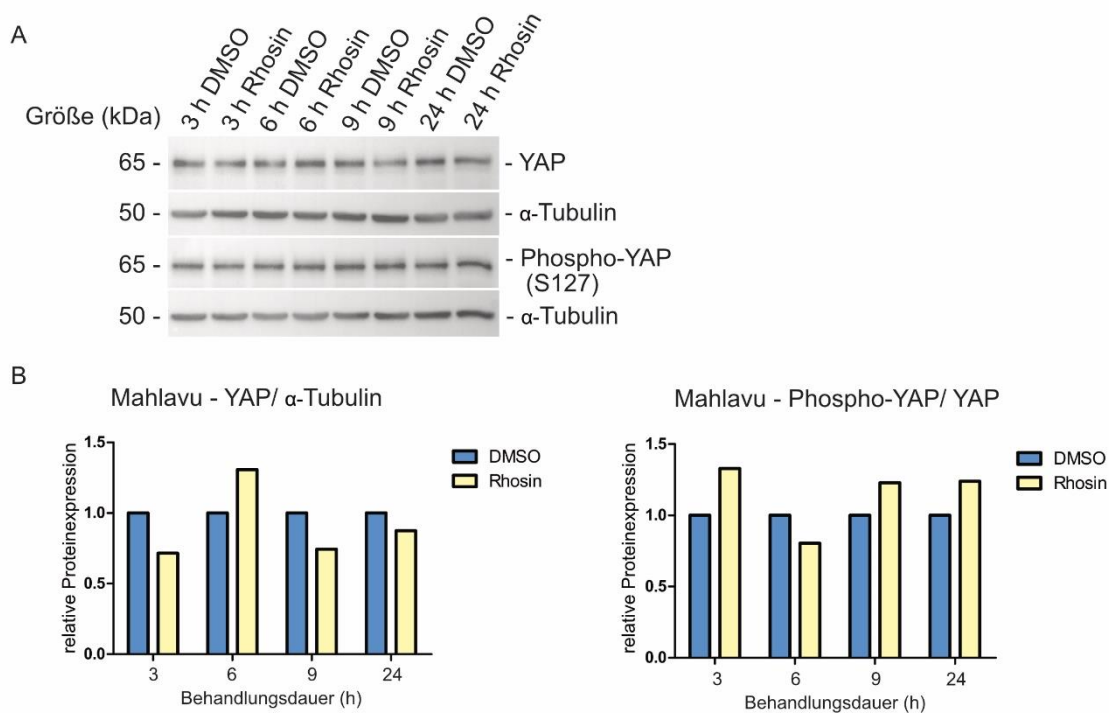 A
3 h DMSO
3 h Rhosin
6 h DMSO
6 h Rhosin
9 h DMSO
9 h Rhosin
24 h DMSO
24 h Rhosin
Größe (kDa)
65 - - YAP
50 - - α-Tubulin
65 - - Phospho-YAP
(S127)
50 - - α-Tubulin
B
Mahlavu - YAP/ α-Tubulin
relative Proteinexpression
1.5
1.0
0.5
0.0
3 6 9 24
Behandlungsdauer (h)
DMSO
Rhosin
Mahlavu - Phospho-YAP/ YAP
relative Proteinexpression
1.5
1.0
0.5
0.0
3 6 9 24
Behandlungsdauer (h)
DMSO
Rhosin